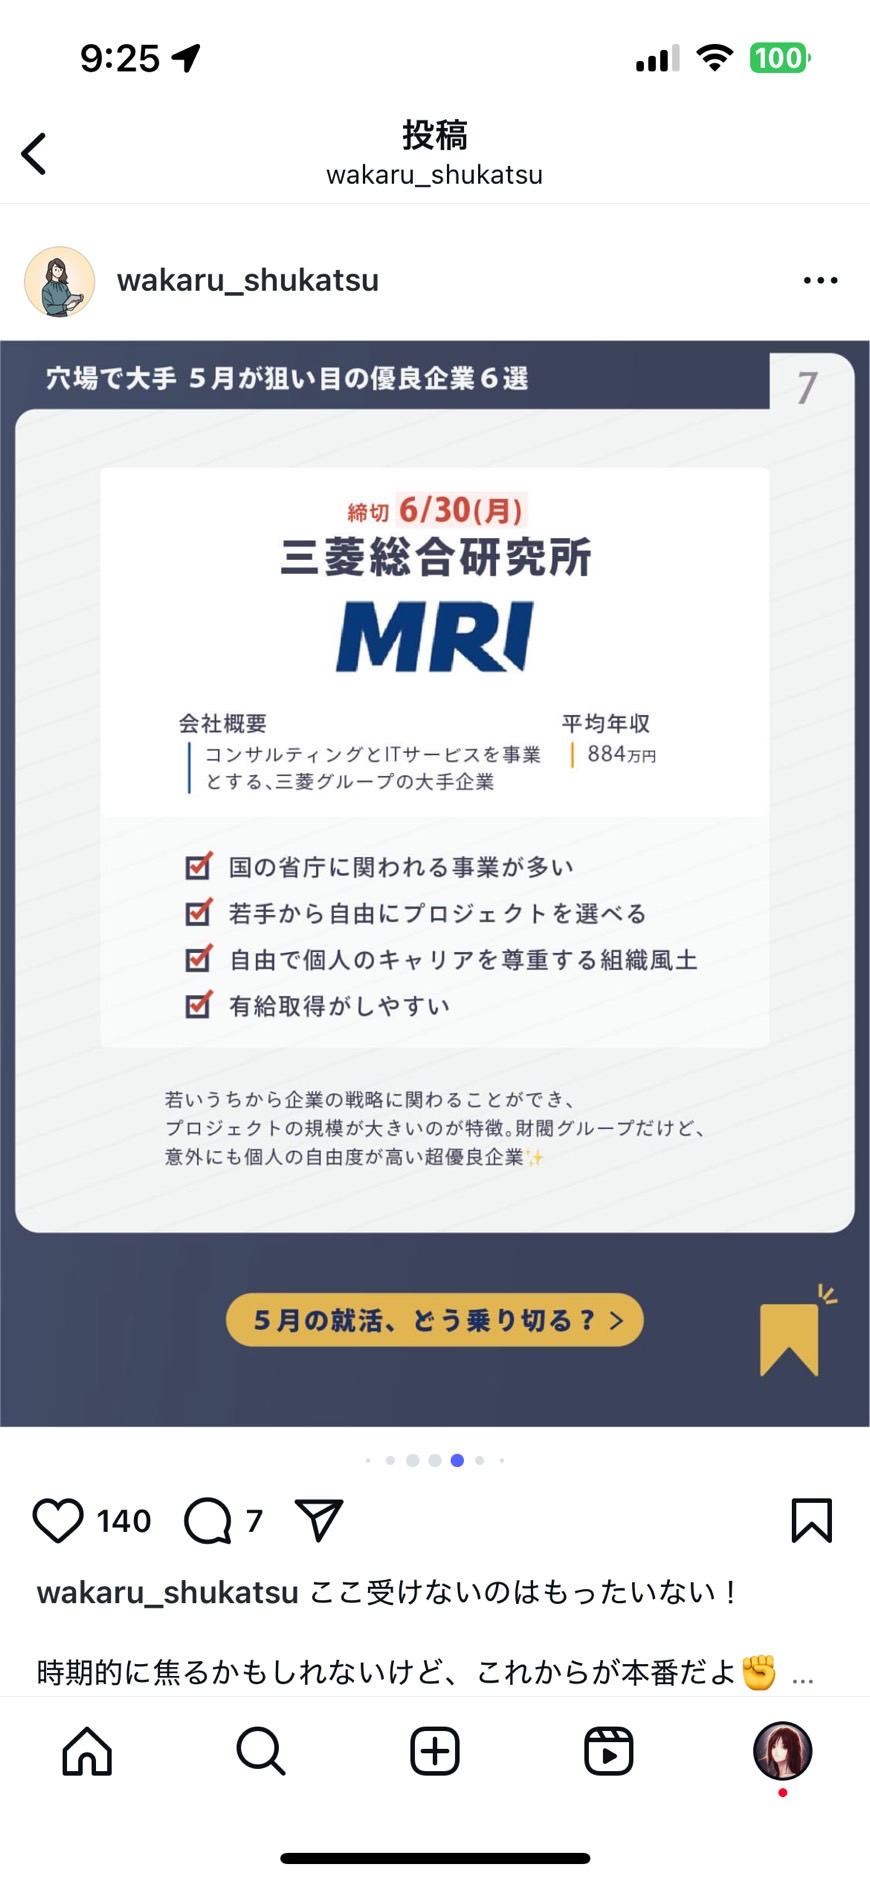 9:25
100
投稿
wakaru_shukatsu
wakaru_shukatsu
穴場で大手 5月が狙い目の優良企業6選
7
締切 6/30(月)
三菱総合研究所
MRI
会社概要
コンサルティングとITサービスを事業
とする、三菱グループの大手企業
平均年収
884万円
国の省庁に関われる事業が多い
若手から自由にプロジェクトを選べる
自由で個人のキャリアを尊重する組織風土
有給取得がしやすい
若いうちから企業の戦略に関わることができ、
プロジェクトの規模が大きいのが特徴。財閥グループだけど、
意外にも個人の自由度が高い超優良企業✨
5月の就活、どう乗り切る? >
140
7
wakaru_shukatsu ここ受けないのはもったいない！
時期的に焦るかもしれないけど、これからが本番だよ✊ ...